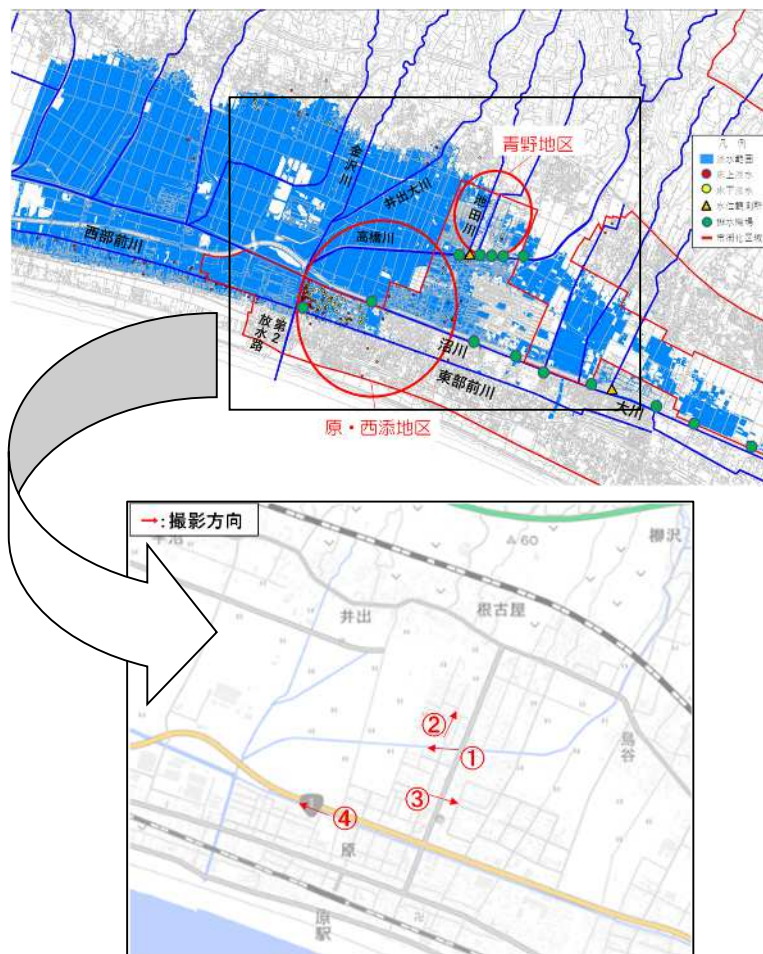 青野地区
凡例
浸水範囲
床上浸水
床下浸水
水位観測所
排水機場
市街化区域
金沢川
井出大川
池田川
高橋川
西部前川
第2
放水路
沼川
東部前川
大川
原・西添地区
→:撮影方向
60
柳沢
井出
根古屋
②
①
鳥谷
③
④
1
原
原駅